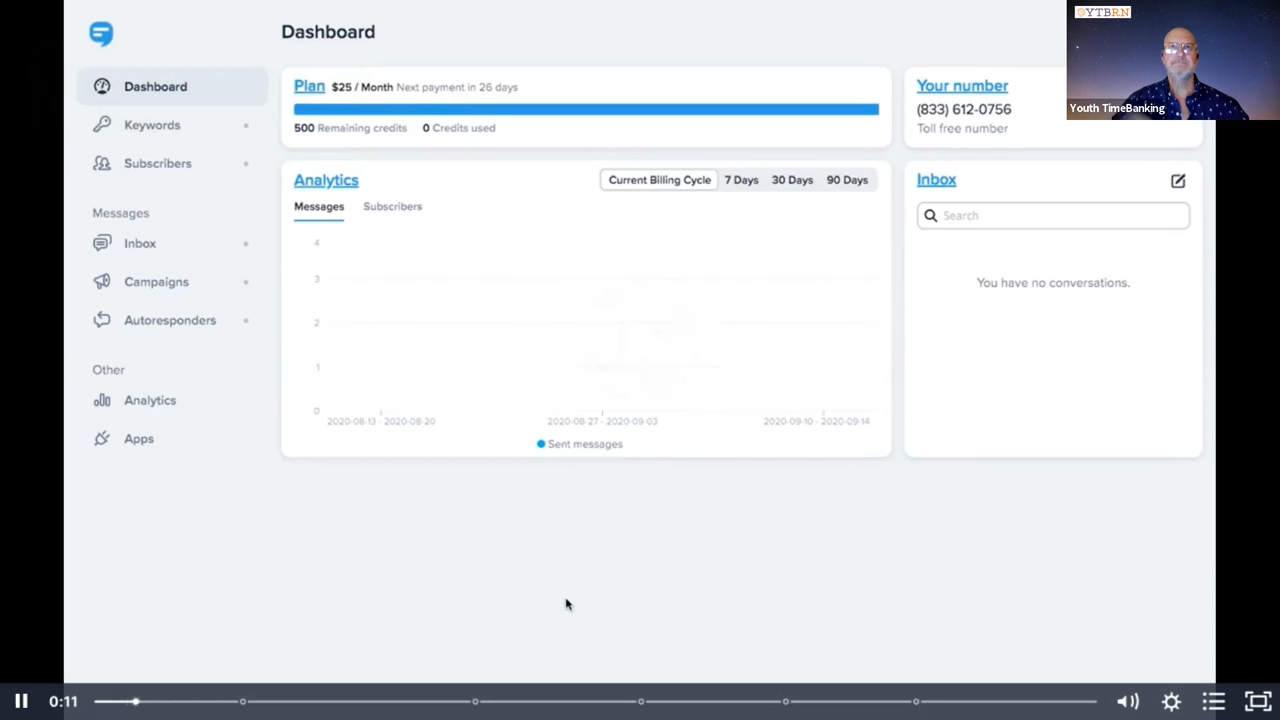 Dashboard
YTBRN
Youth TimeBanking
Dashboard
Keywords
Subscribers
Messages
Inbox
Campaigns
Autoresponders
Other
Analytics
Apps
Plan $25 / Month Next payment in 26 days
500 Remaining credits 0 Credits used
Your number
(833) 612-0756
Toll free number
Analytics Current Billing Cycle 7 Days 30 Days 90 Days
Messages Subscribers
4
3
2
1
0
2020-08-13 - 2020-08-20 2020-08-27 - 2020-09-03 2020-09-10 - 2020-09-14
Sent messages
Inbox
Search
You have no conversations.
0:11